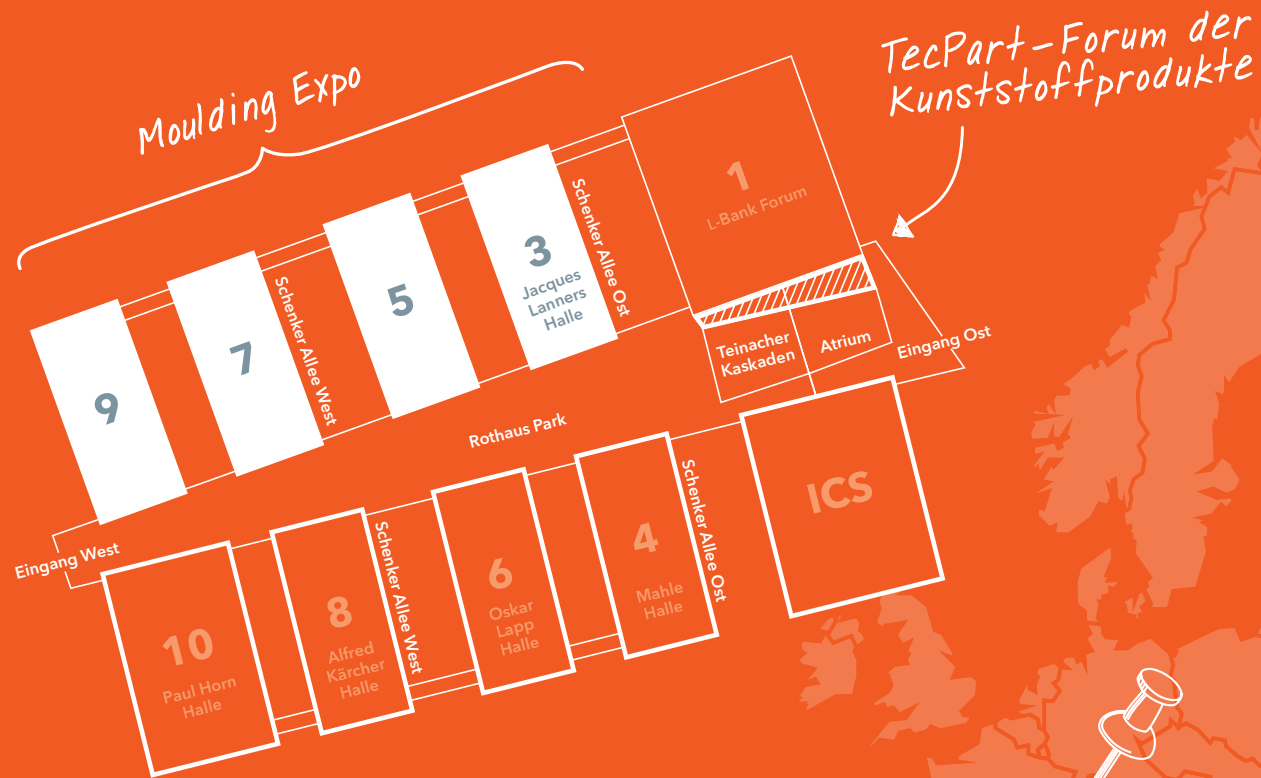 TecPart-Forum der
Kunststoffprodukte
Moulding Expo
1
L-Bank Forum
Schenker Allee Ost
3
Jacques
Lanners
Halle
5
Schenker Allee West
7
9
Teinacher
Kaskaden
Atrium
Eingang Ost
Rothaus Park
ICS
Schenker Allee Ost
4
Mahle
Halle
6
Oskar
Lapp
Halle
Schenker Allee West
8
Alfred
Kärcher
Halle
Eingang West
10
Paul Horn
Halle